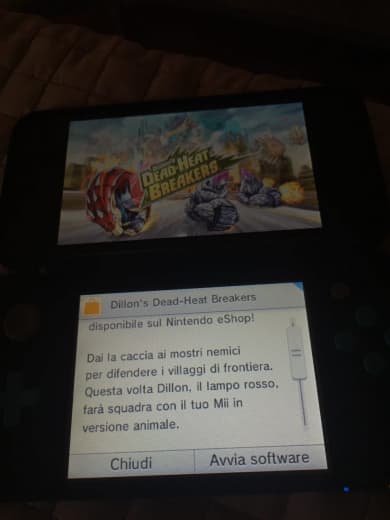 Dillon's
DEAD-HEAT
BREAKERS
Dillon's Dead-Heat Breakers
disponibile sul Nintendo eShop!
Dai la caccia ai mostri nemici
per difendere i villaggi di frontiera.
Questa volta Dillon, il lampo rosso,
farà squadra con il tuo Mii in
versione animale.
Chiudi
Avvia software